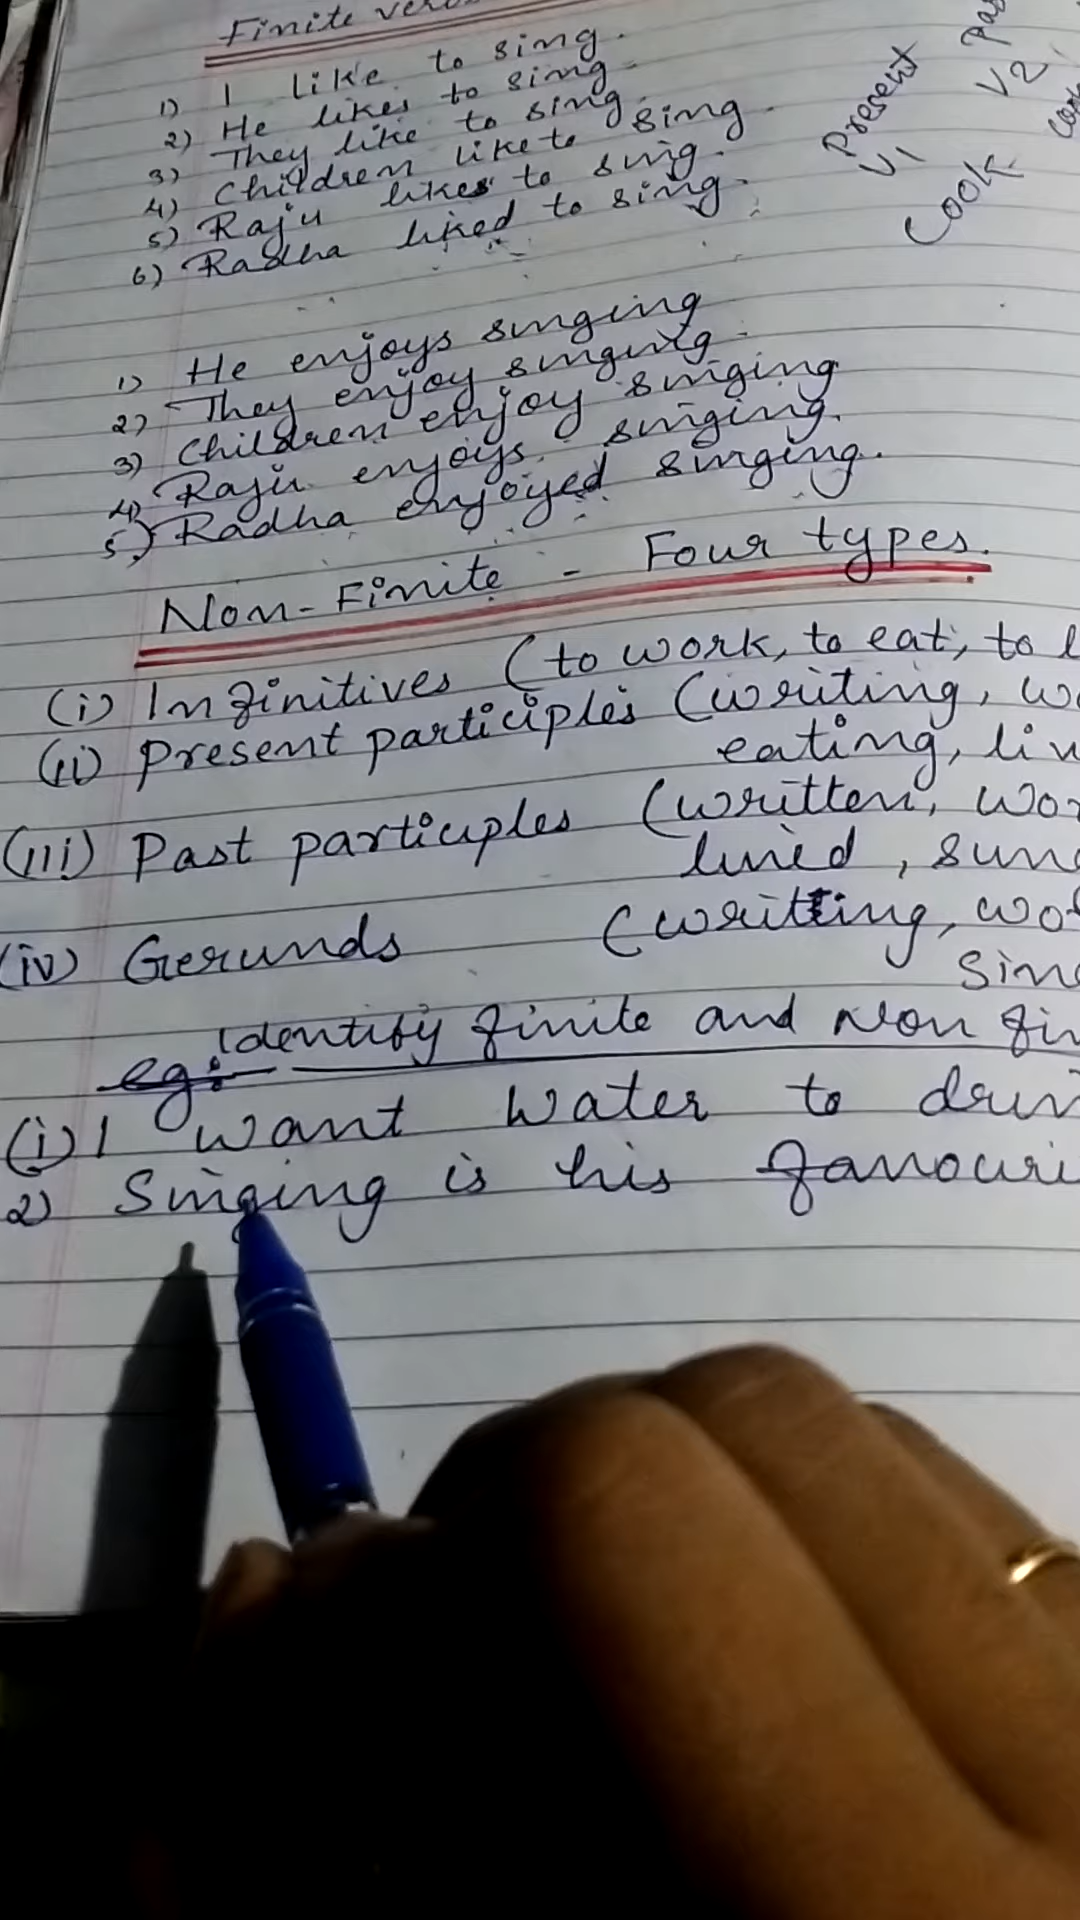 Finite
1) I like to sing.
2) He likes to sing.
3) They like to sing.
4) Children like to sing.
5) Raju likes to sing.
6) Radha liked to sing.
Present
V1
V2
Cook
1) He enjoys singing
2) They enjoy singing.
3) Children enjoy singing
4) Raju enjoys singing.
5) Radha enjoyed singing.
Non-Finite - Four types.
(i) Infinitives (to work, to eat, to
(ii) Present participles (writing,
eating,
(iii) Past participles (written,
lived,
(iv) Gerunds (writting,
eg: Identify finite and Non
(i) I want water to
2) Singing is his